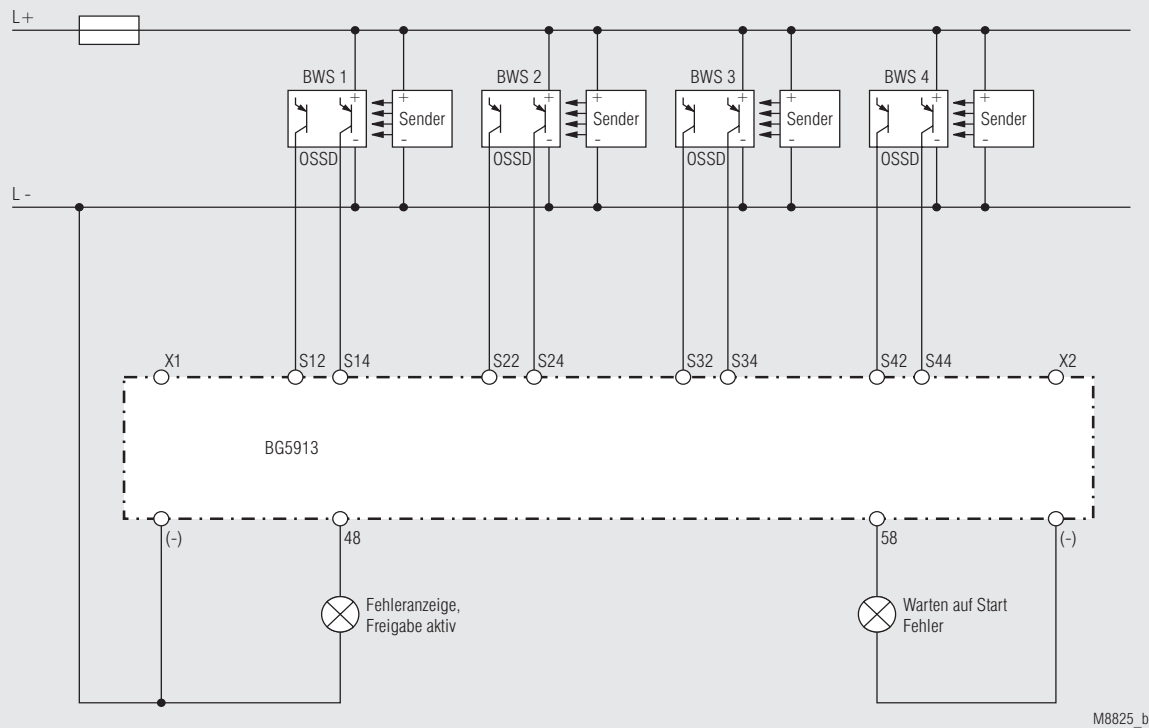 L+
BWS 1
BWS 2
BWS 3
BWS 4
+
+
+
+
+
+
+
+
Sender
Sender
Sender
Sender
-
-
-
-
-
-
-
-
OSSD
OSSD
OSSD
OSSD
L -
X1
S12
S14
S22
S24
S32
S34
S42
S44
X2
BG5913
(-)
48
58
(-)
Fehleranzeige,
Freigabe aktiv
Warten auf Start
Fehler
M8825_b